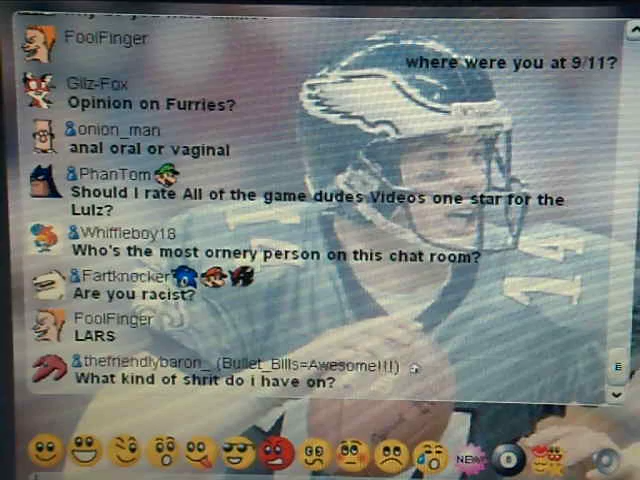 FoolFinger
where were you at 9/11?
Gilz-Fox
Opinion on Furries?
onion_man
anal oral or vaginal
PhanTom
Should I rate All of the game dudes Videos one star for the
Lulz?
Whiffleboy18
Who's the most ornery person on this chat room?
Fartknocker
Are you racist?
FoolFinger
LARS
thefriendlybaron_ (Bullet_Bills=Awesome!!!)
What kind of shrit do i have on?
NEW!
8